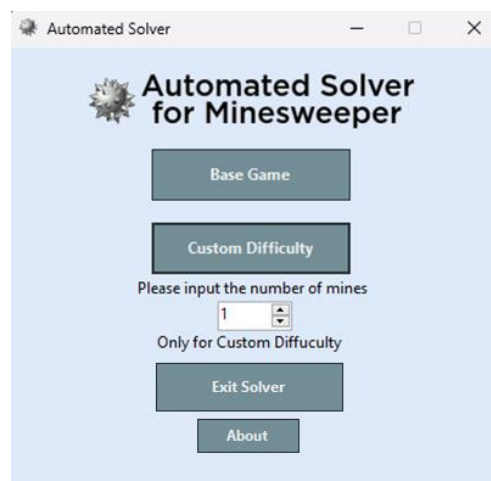 Automated Solver
Automated Solver
for Minesweeper
Base Game
Custom Difficulty
Please input the number of mines
1
Only for Custom Diffuculty
Exit Solver
About